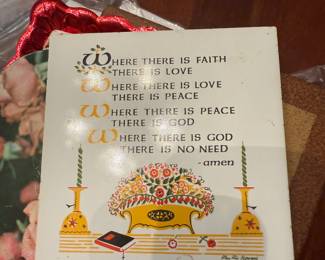 WHERE THERE IS FAITH
THERE IS LOVE
WHERE THERE IS LOVE
THERE IS PEACE
WHERE THERE IS PEACE
THERE IS GOD
WHERE THERE IS GOD
THERE IS NO NEED
-amen